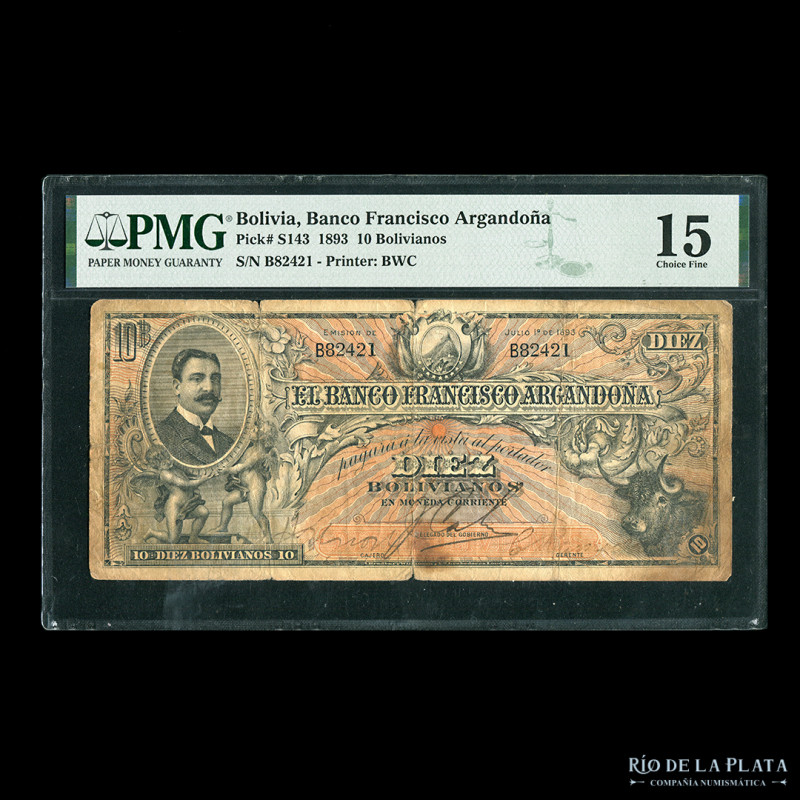 PMG®
PAPER MONEY GUARANTY
Bolivia, Banco Francisco Argandoña
Pick# S143 1893 10 Bolivianos
S/N B82421 - Printer: BWC
15
Choice Fine
10B
EMISION DE
JULIO 1º DE 1893
B82421
B82421
DIEZ
EL BANCO FRANCISCO ARGANDOÑA
pagará á la vista al portador
DIEZ
BOLIVIANOS
EN MONEDA CORRIENTE
10 DIEZ BOLIVIANOS 10
CAJERO
DELEGADO DEL GOBIERNO
GERENTE
RÍO DE LA PLATA
COMPAÑÍA NUMISMÁTICA